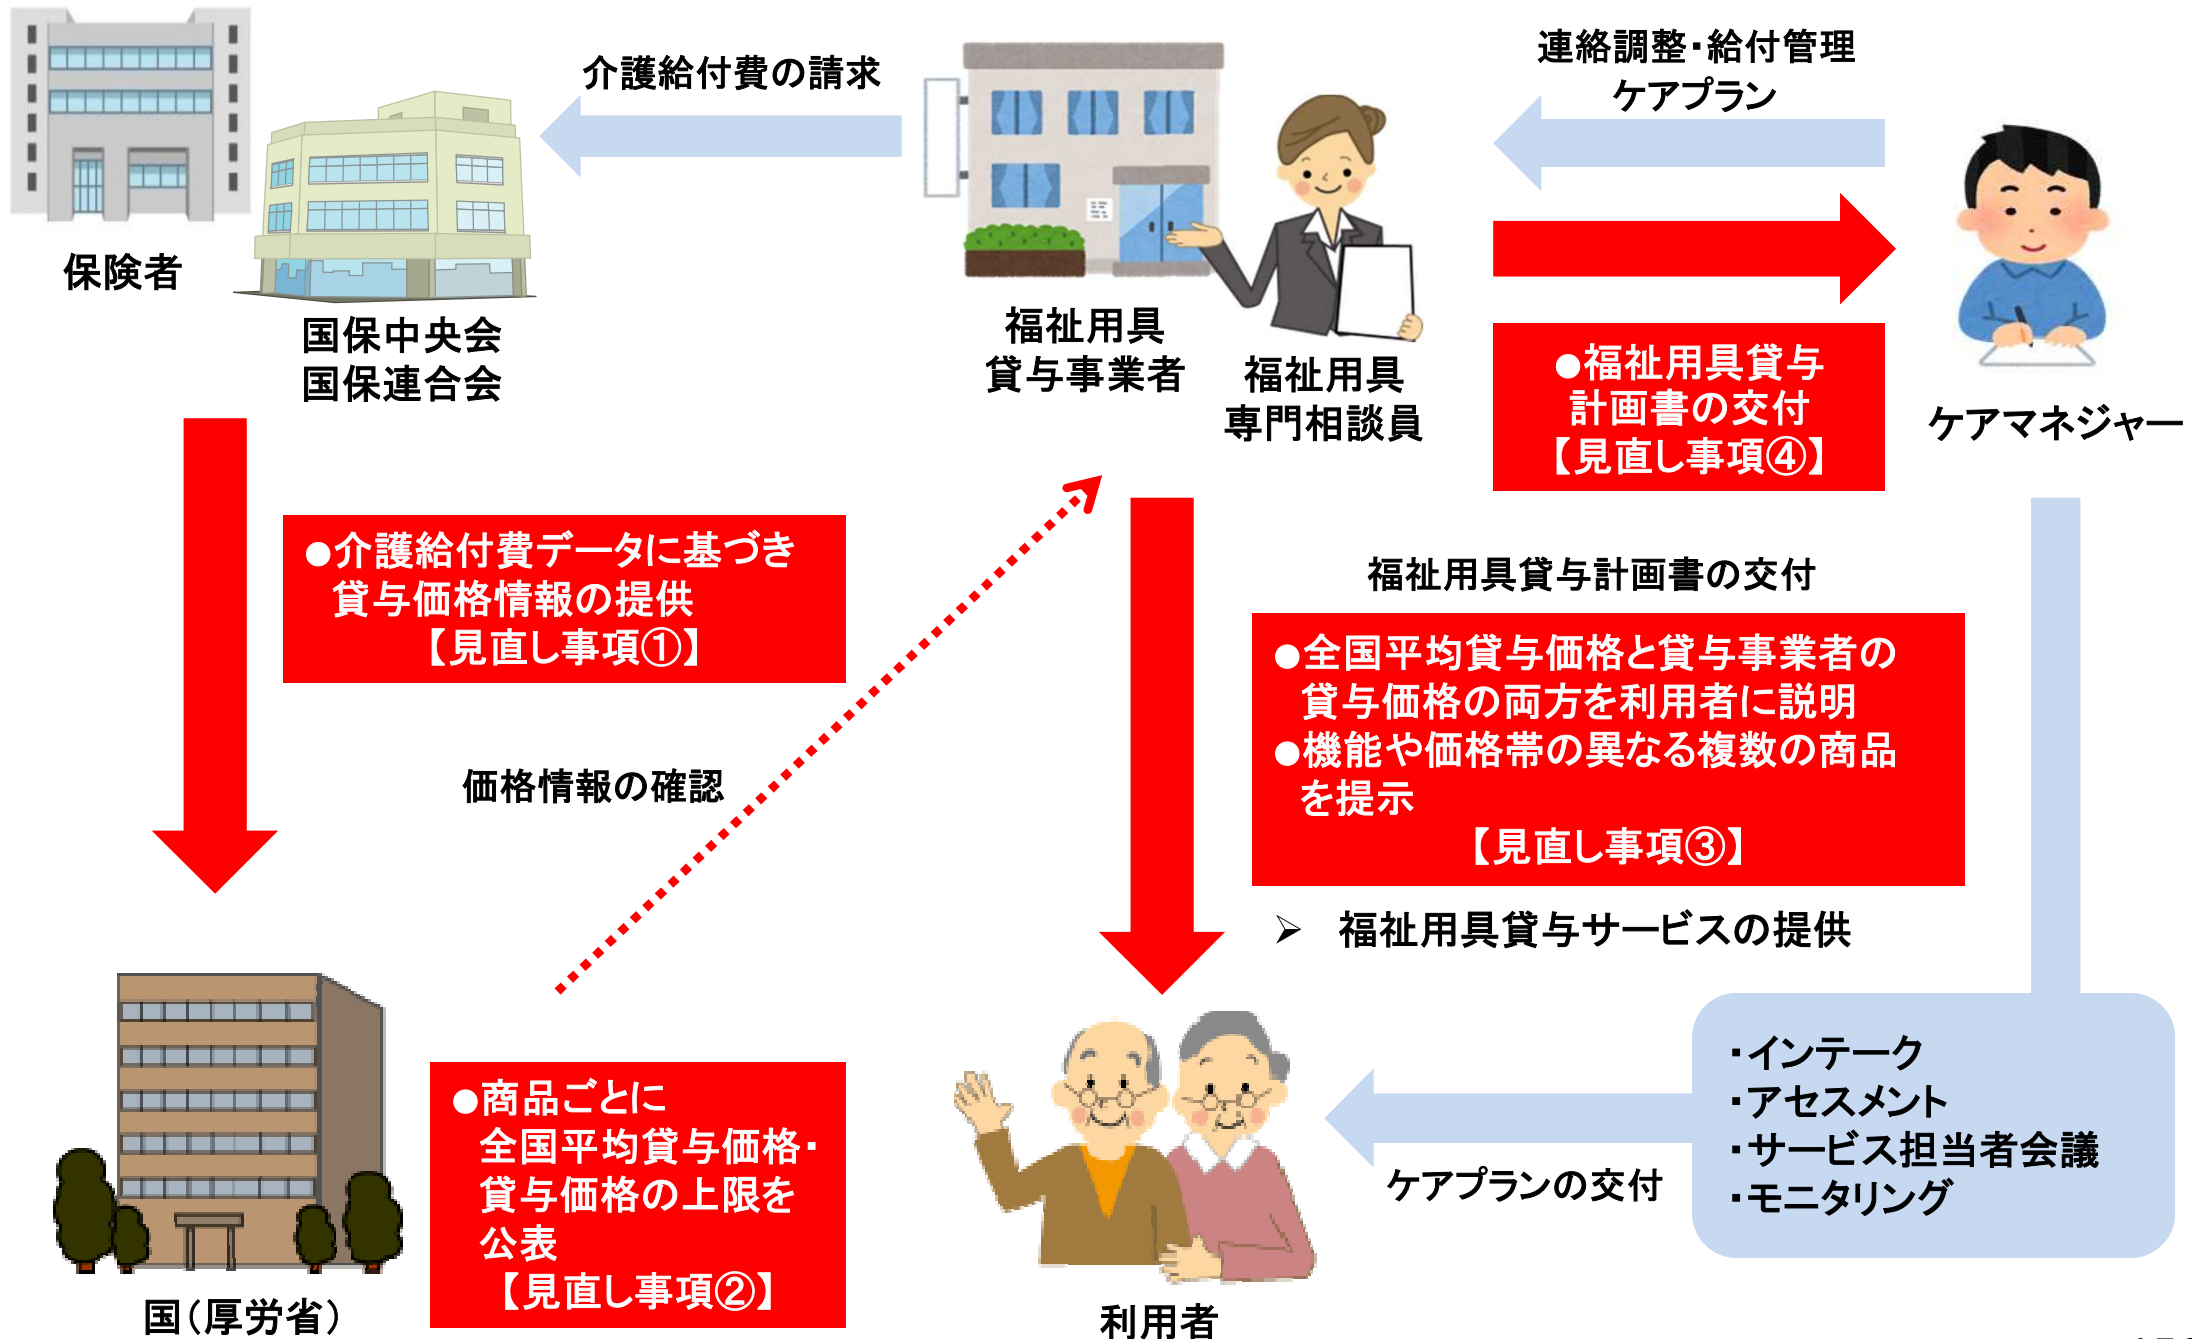 介護給付費の請求
連絡調整・給付管理
ケアプラン
保険者
国保中央会
国保連合会
福祉用具
貸与事業者
福祉用具
専門相談員
●福祉用具貸与
計画書の交付
【見直し事項④】
ケアマネジャー
●介護給付費データに基づき
貸与価格情報の提供
【見直し事項①】
福祉用具貸与計画書の交付
●全国平均貸与価格と貸与事業者の
貸与価格の両方を利用者に説明
●機能や価格帯の異なる複数の商品
を提示
【見直し事項③】
価格情報の確認
➢ 福祉用具貸与サービスの提供
●商品ごとに
全国平均貸与価格・
貸与価格の上限を
公表
【見直し事項②】
・インテーク
・アセスメント
・サービス担当者会議
・モニタリング
ケアプランの交付
国（厚労省）
利用者